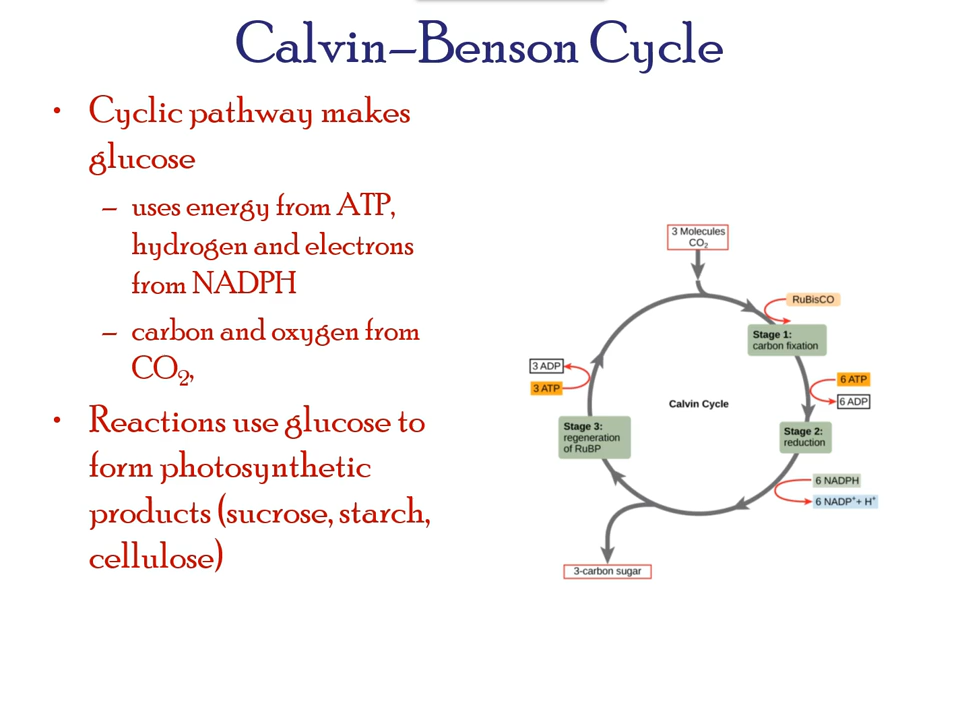 Calvin–Benson Cycle
• Cyclic pathway makes
glucose
– uses energy from ATP,
hydrogen and electrons
from NADPH
– carbon and oxygen from
CO₂,
• Reactions use glucose to
form photosynthetic
products (sucrose, starch,
cellulose)
3 Molecules
CO₂
RuBisCO
Stage 1:
carbon fixation
6 ATP
6 ADP
Stage 2:
reduction
6 NADPH
6 NADP⁺+ H⁺
3-carbon sugar
Stage 3:
regeneration
of RuBP
3 ATP
3 ADP
Calvin Cycle